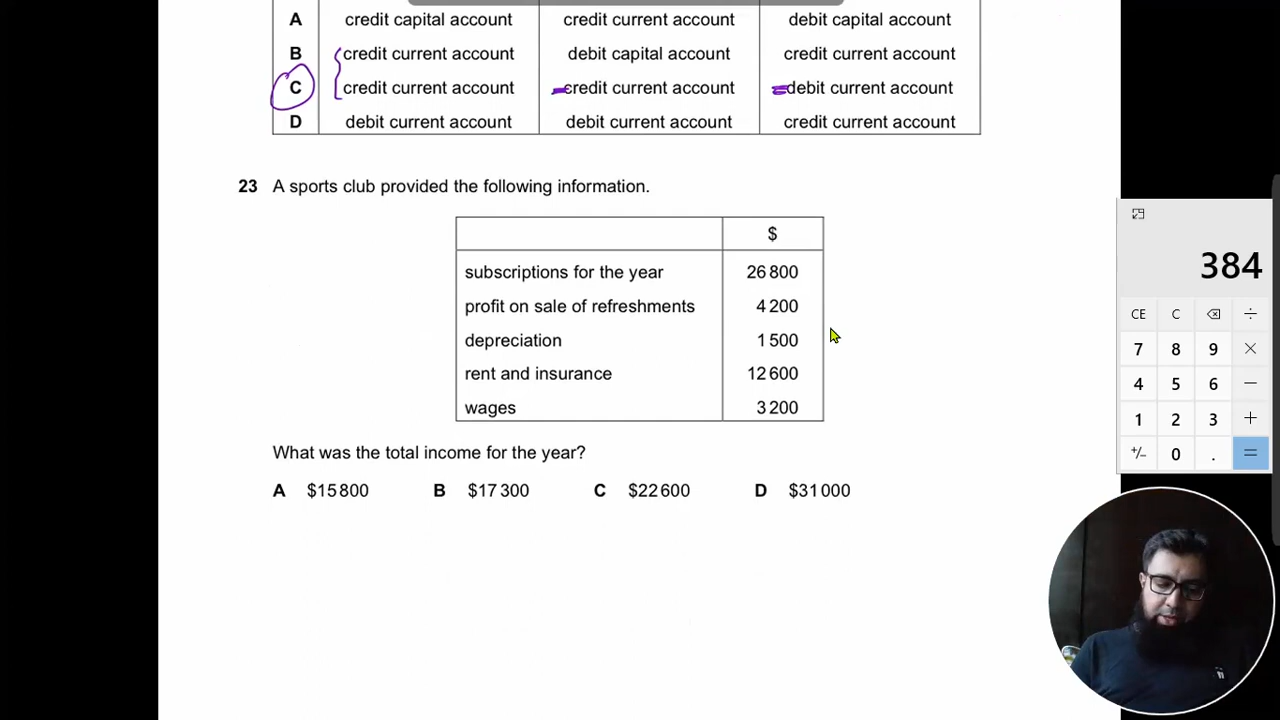 A credit capital account credit current account debit capital account
B credit current account debit capital account credit current account
C credit current account credit current account debit current account
D debit current account debit current account credit current account
23 A sports club provided the following information.
$
subscriptions for the year 26 800
profit on sale of refreshments 4 200
depreciation 1 500
rent and insurance 12 600
wages 3 200
What was the total income for the year?
A $15 800 B $17 300 C $22 600 D $31 000
384
CE C ⌫ ÷
7 8 9 ×
4 5 6 −
1 2 3 +
+/− 0 . =